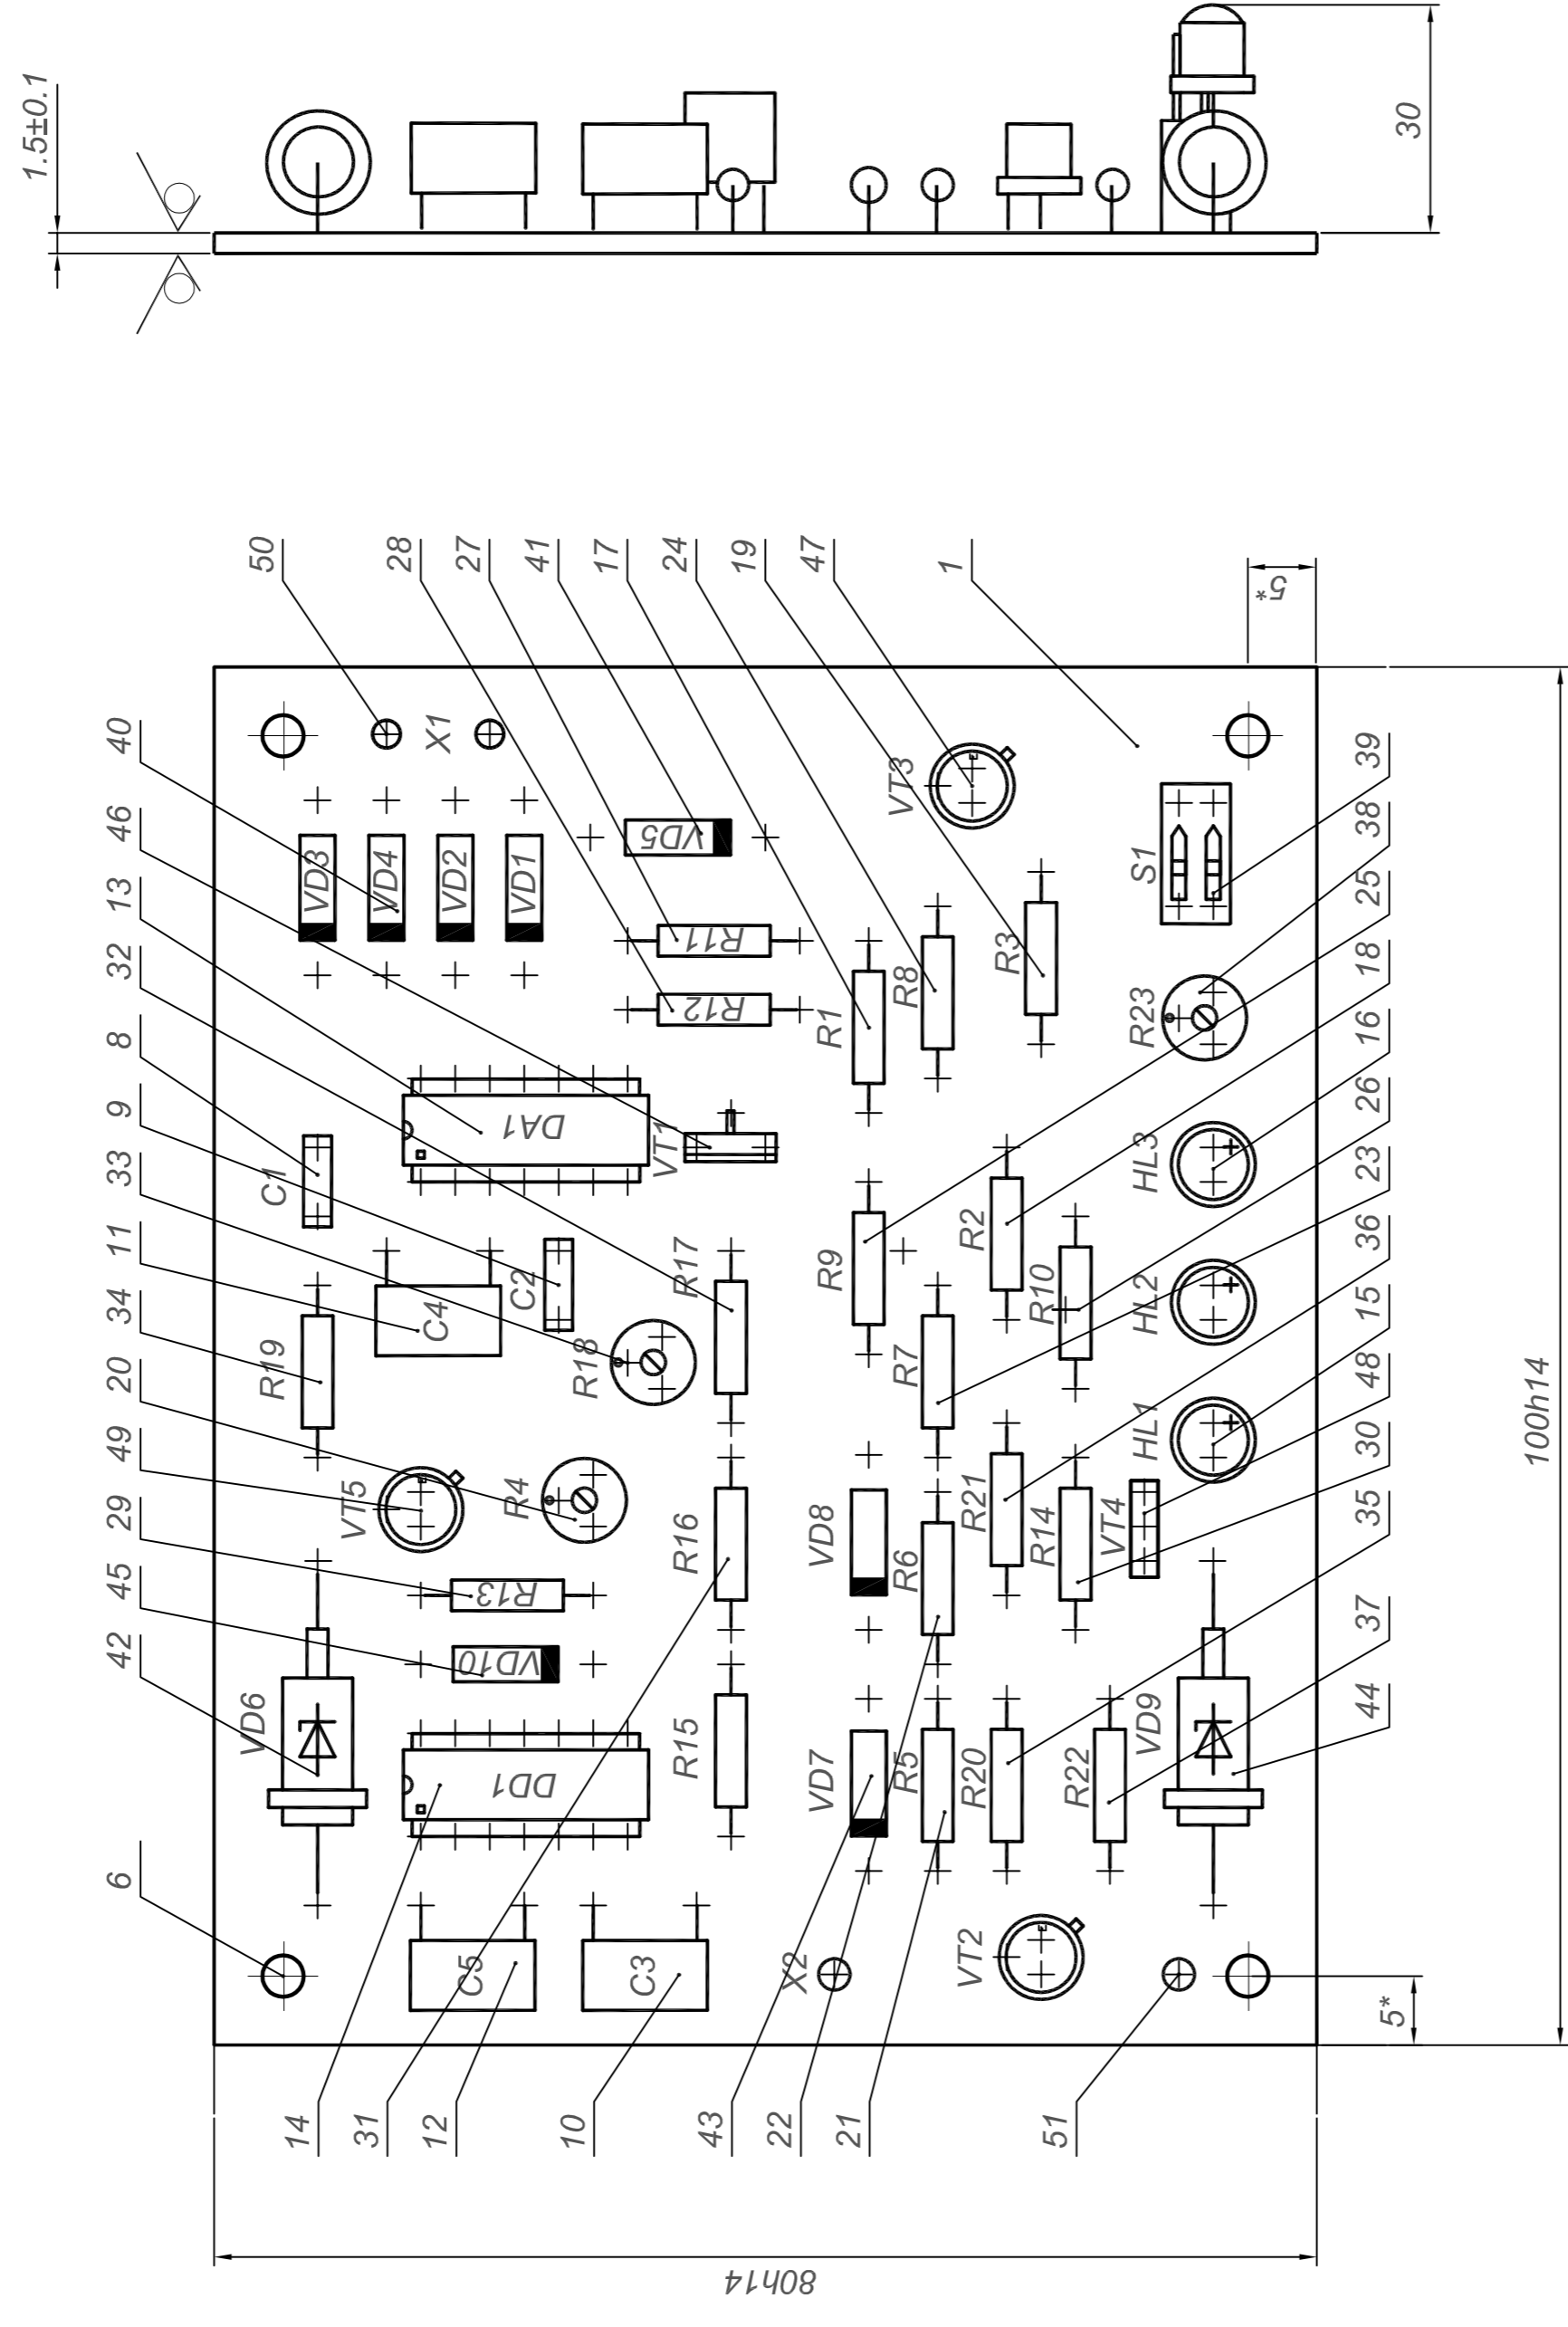 1.5±0.1
6 42 45 29 49 20 34 11 33 9 8 32 13 46 40
50
28
27
41
17
24
19
47
1
14
31
12
10
43
22
21
51
VD6 R19 C1 VD3
VT5 VD4 X1
C5 C4 VD2
DD1 VD10 R13 R4 C2 DA1 VD1
C3 R18
R15 R16 R17 VT1 R12 R11 VD5
X2 VD7 VD8 R9 R1
R5 R6 R7 R8 VT3
VT2 R20 R21 R2 R3
R22 R14 R10
VD9 VT4
HL1 HL2 HL3 R23 S1
44 37 35 30 48 15 36 23 26 16 18 25 38 39
5*
5*
80h14
100h14
30